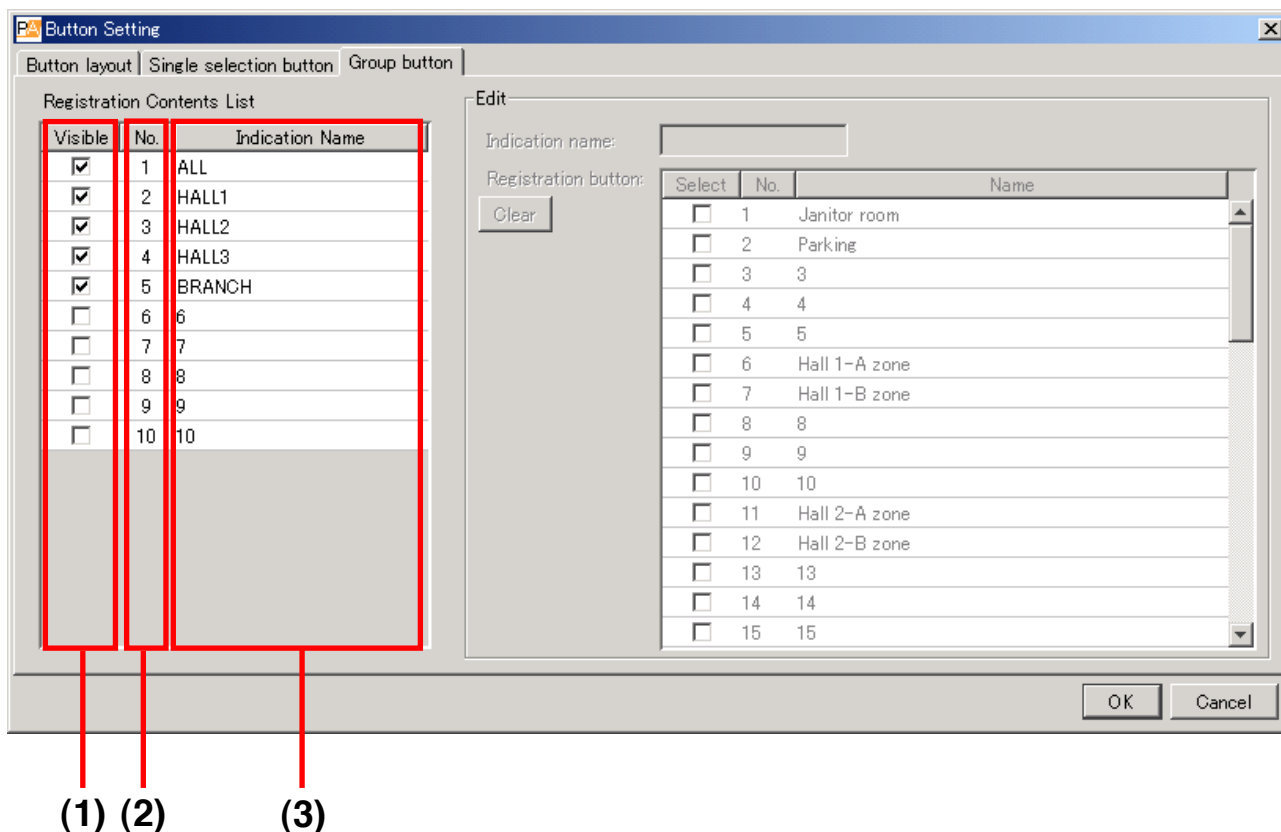 PA Button Setting
Button layout Single selection button Group button
Registration Contents List
Visible No. Indication Name
1 ALL
2 HALL1
3 HALL2
4 HALL3
5 BRANCH
6 6
7 7
8 8
9 9
10 10
Edit
Indication name:
Registration button:
Clear
Select No. Name
1 Janitor room
2 Parking
3 3
4 4
5 5
6 Hall 1-A zone
7 Hall 1-B zone
8 8
9 9
10 10
11 Hall 2-A zone
12 Hall 2-B zone
13 13
14 14
15 15
OK Cancel
(1) (2) (3)